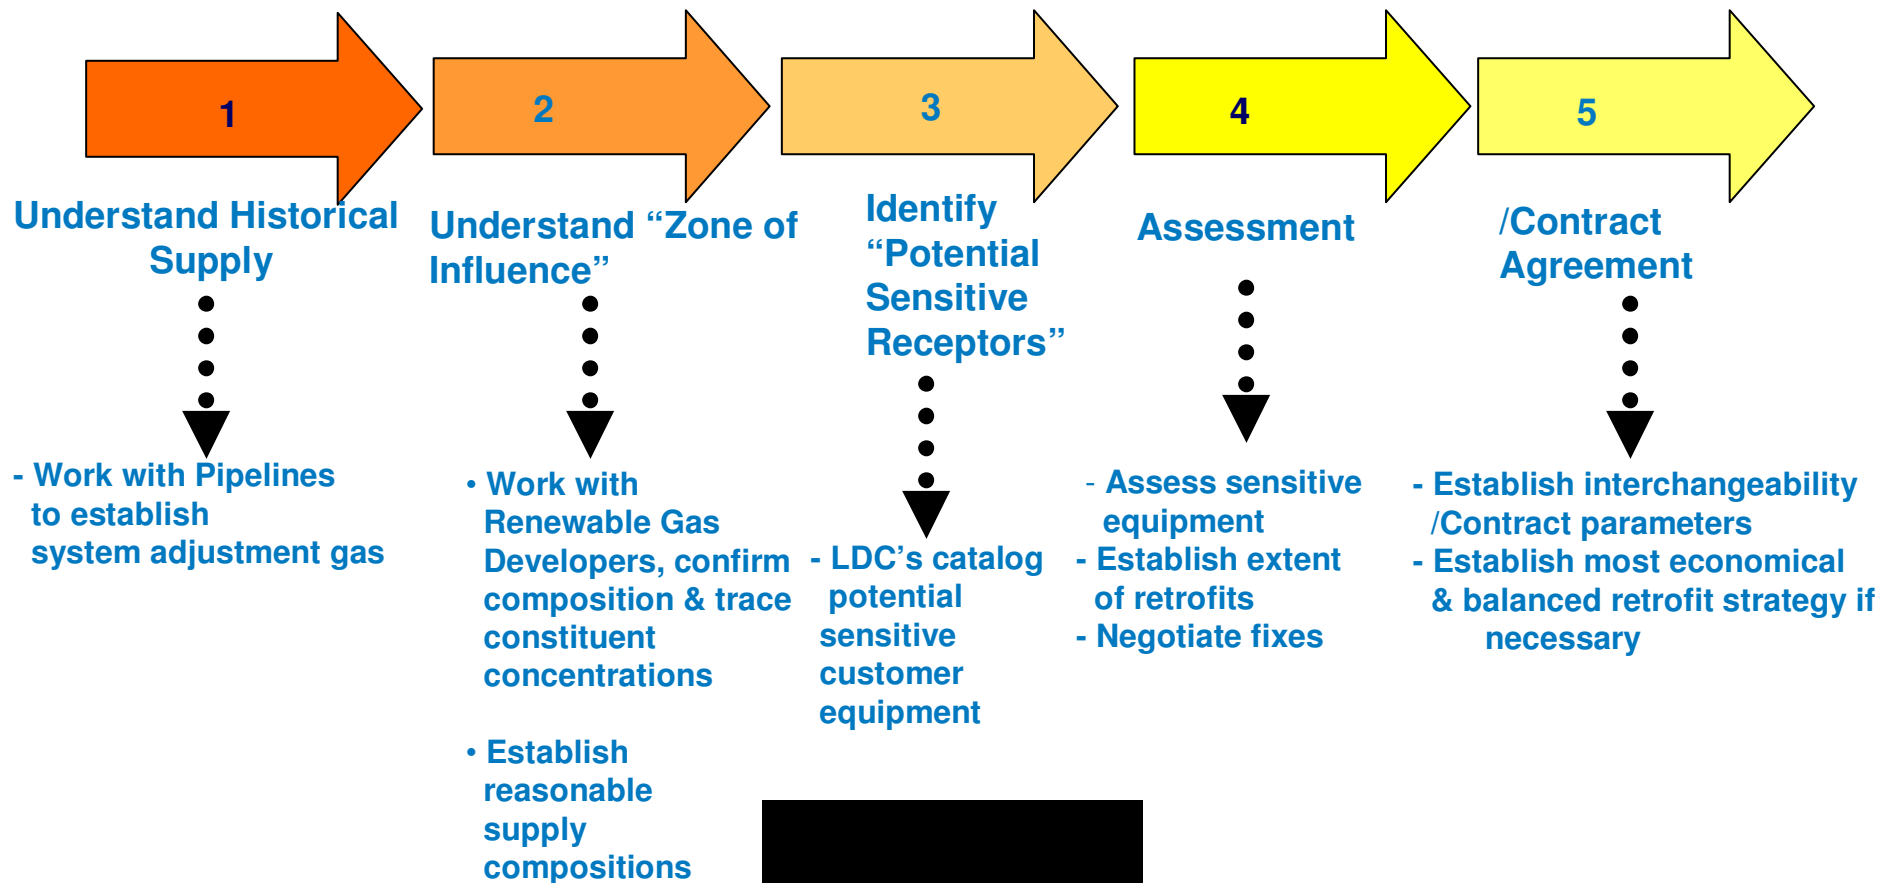 1
2
3
4
5
Understand Historical
Supply
Understand “Zone of
Influence”
Identify
“Potential
Sensitive
Receptors”
Assessment
/Contract
Agreement
- Work with Pipelines
to establish
system adjustment gas
• Work with
Renewable Gas
Developers, confirm
composition & trace
constituent
concentrations
• Establish
reasonable
supply
compositions
- LDC’s catalog
potential
sensitive
customer
equipment
- Assess sensitive
equipment
- Establish extent
of retrofits
- Negotiate fixes
- Establish interchangeability
/Contract parameters
- Establish most economical
& balanced retrofit strategy if
necessary